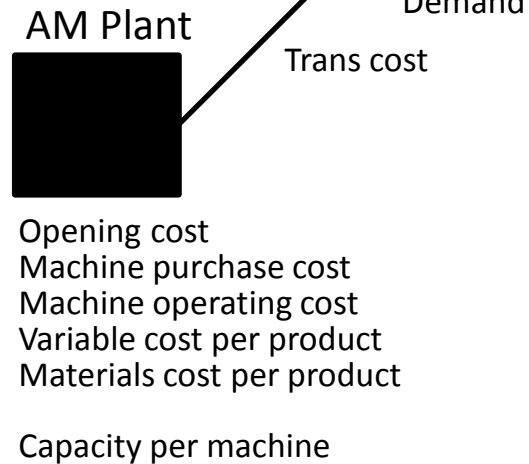 Demand
AM Plant
Trans cost
Opening cost
Machine purchase cost
Machine operating cost
Variable cost per product
Materials cost per product
Capacity per machine